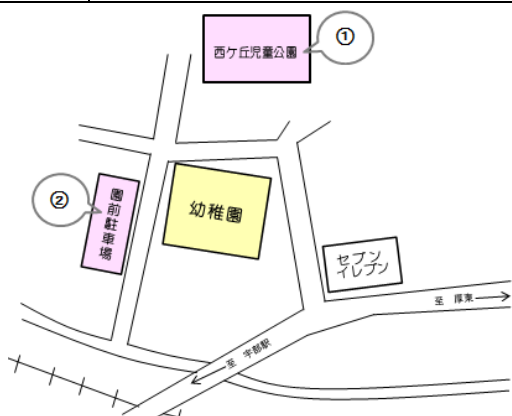 ①
西ケ丘児童公園
②
園前駐車場
幼稚園
セブン
イレブン
至 厚東
至 宇部駅